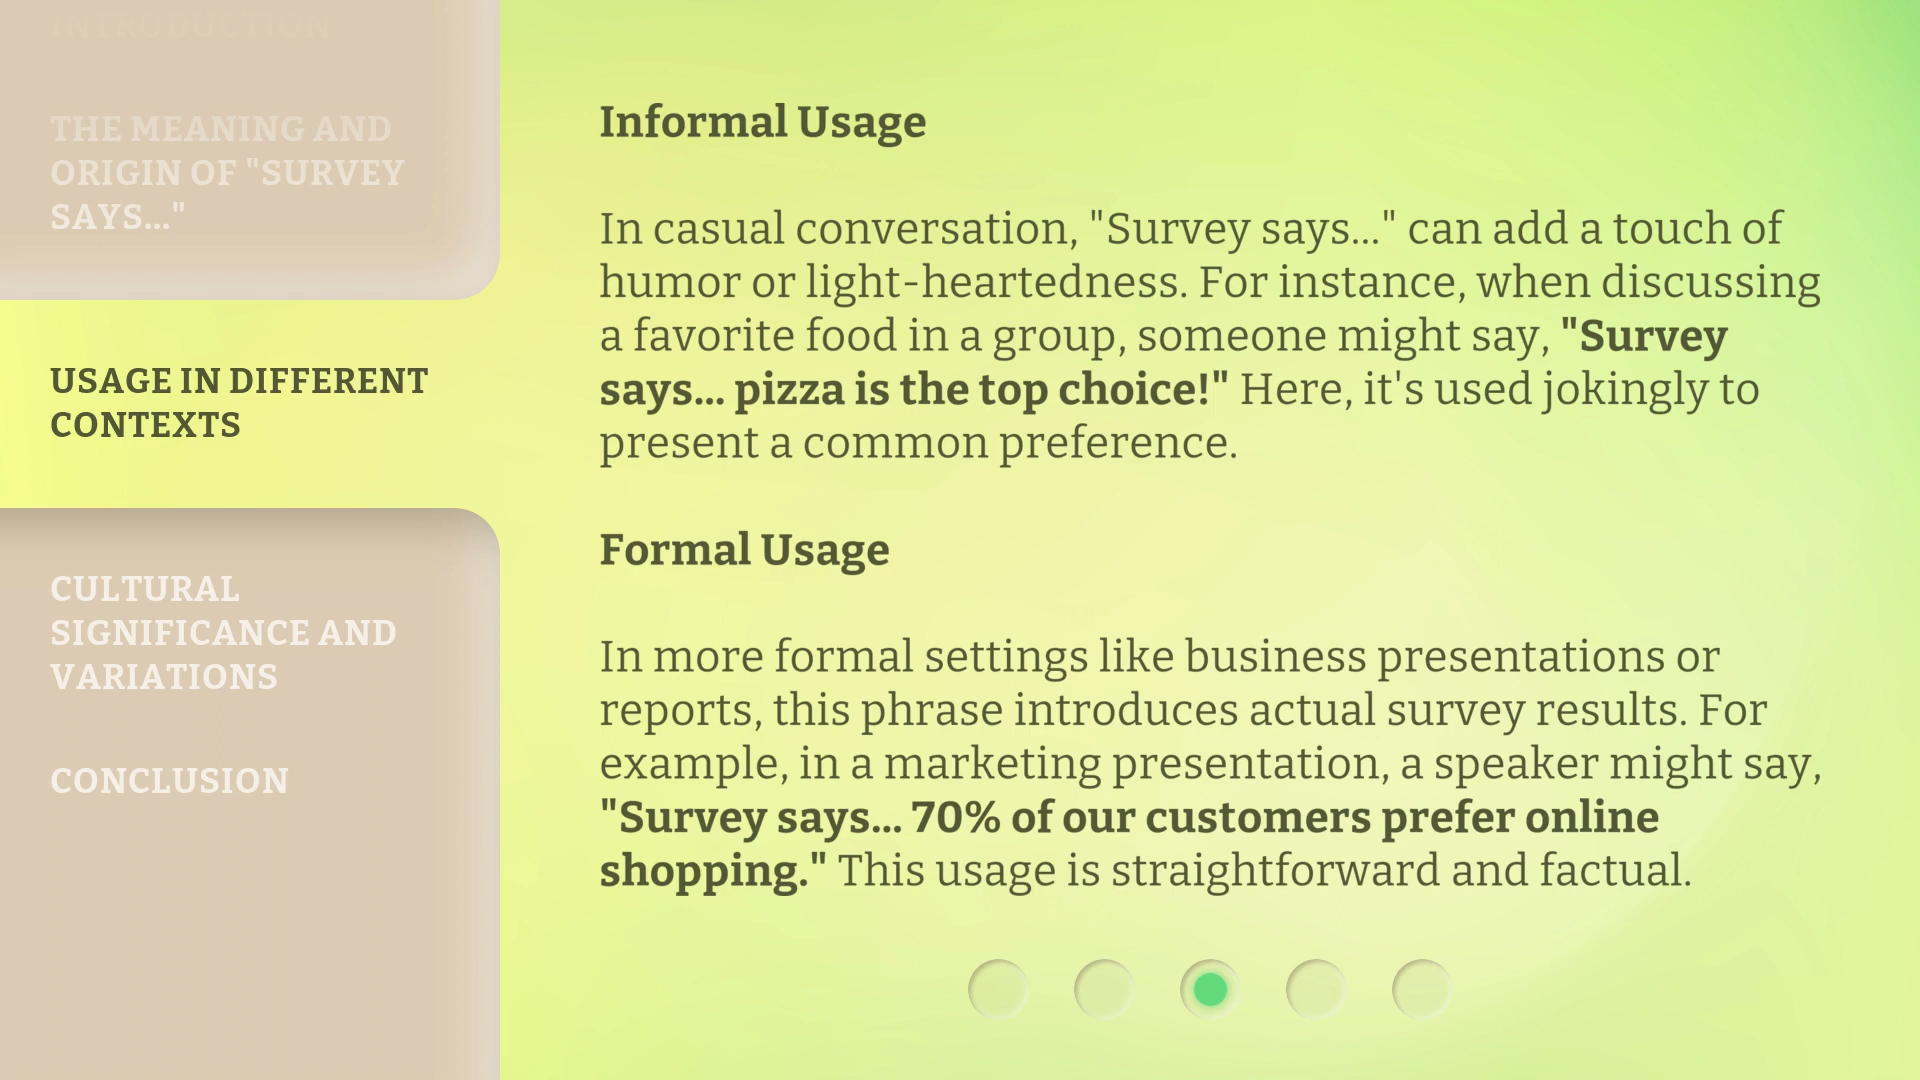 INTRODUCTION
THE MEANING AND
ORIGIN OF "SURVEY
SAYS..."
USAGE IN DIFFERENT
CONTEXTS
CULTURAL
SIGNIFICANCE AND
VARIATIONS
CONCLUSION
Informal Usage
In casual conversation, "Survey says..." can add a touch of
humor or light-heartedness. For instance, when discussing
a favorite food in a group, someone might say, "Survey
says... pizza is the top choice!" Here, it's used jokingly to
present a common preference.
Formal Usage
In more formal settings like business presentations or
reports, this phrase introduces actual survey results. For
example, in a marketing presentation, a speaker might say,
"Survey says... 70% of our customers prefer online
shopping." This usage is straightforward and factual.